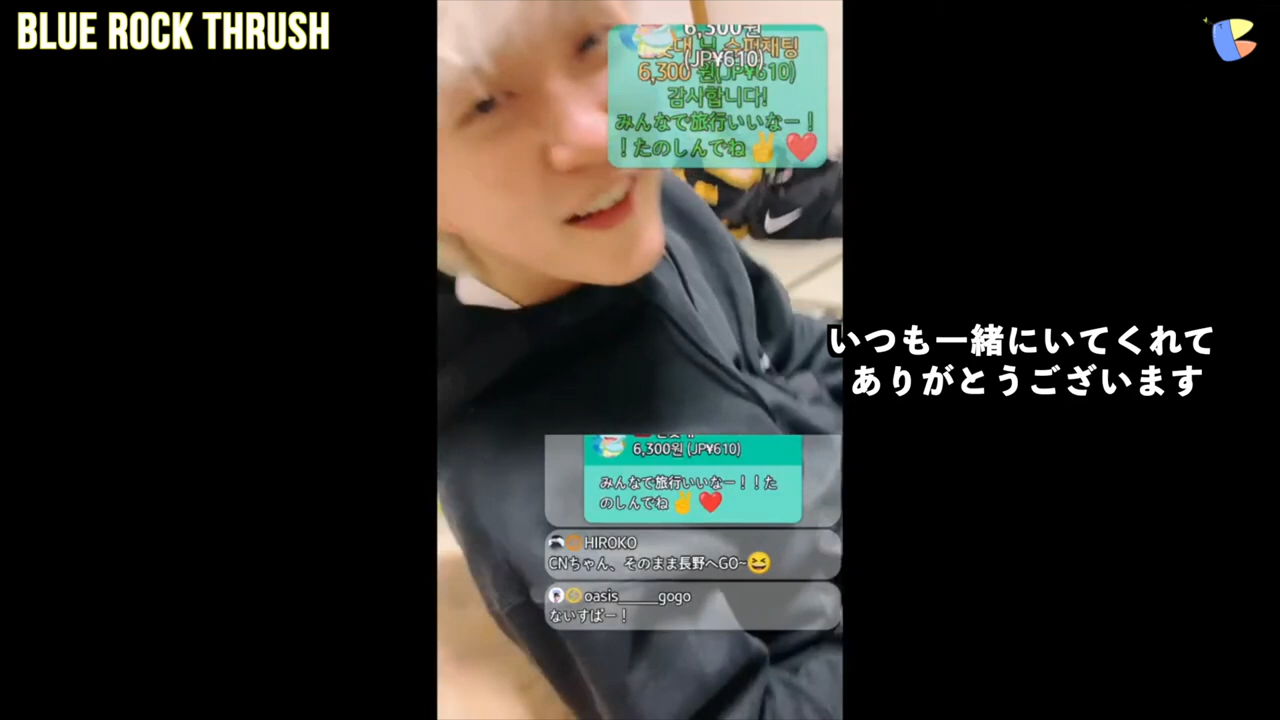 BLUE ROCK THRUSH
6,300원
(JP¥610)
님 슈퍼채팅
6,300 원(JP¥610)
감사합니다!
みんなで旅行いいなー！
！たのしんでね✌❤
いつも一緒にいてくれて
ありがとうございます
6,300원 (JP¥610)
みんなで旅行いいなー！！た
のしんでね✌❤
HIROKO
CNちゃん、そのまま長野へGO~😆
oasis_____gogo
ないすぱー！